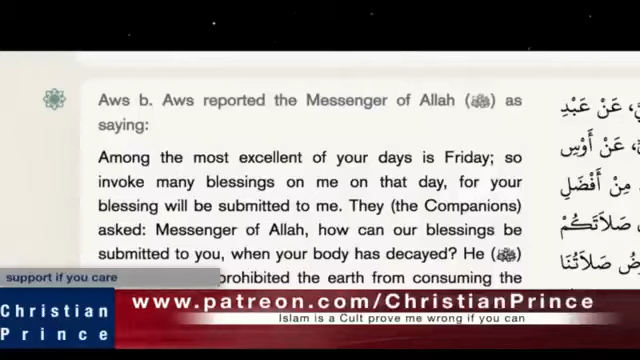 Aws b. Aws reported the Messenger of Allah (ﷺ) as
saying:
Among the most excellent of your days is Friday; so
invoke many blessings on me on that day, for your
blessing will be submitted to me. They (the Companions)
asked: Messenger of Allah, how can our blessings be
submitted to you, when your body has decayed? He (ﷺ)
prohibited the earth from consuming the
عَنْ عَبْدِ
عَنْ أَوْسِ
مِنْ أَفْضَلِ
صَلاَتَكُمْ
صَلاَتُنَا
support if you care
Christian
Prince
www.patreon.com/ChristianPrince
Islam is a Cult prove me wrong if you can